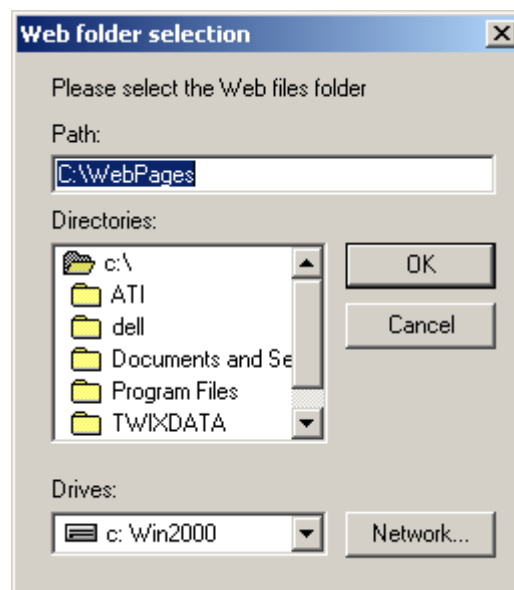 Web folder selection
Please select the Web files folder
Path:
C:\WebPages
Directories:
c:\
ATI
dell
Documents and Se
Program Files
TWIXDATA
OK
Cancel
Drives:
c: Win2000
Network...